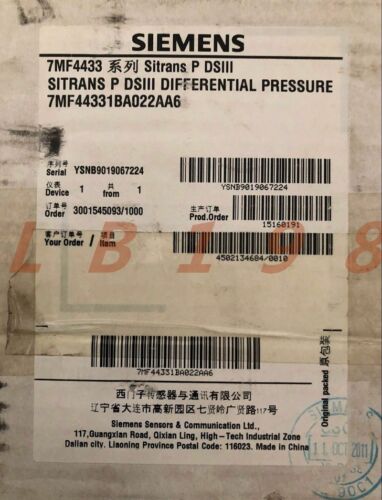 SIEMENS
7MF4433 系列 Sitrans P DSIII
SITRANS P DSIII DIFFERENTIAL PRESSURE
7MF44331BA022AA6
序列号
Serial YSNB9019067224
YSNB9019067224
仪表 共
Device 1 from 1
订单号
Order 3001545093/1000
生产订单
Prod.Order
15160191
客户订单 / 项目
Your Order / Item
4502134684/0010
LB198
7MF44331BA022AA6
Original packed 原包装
西门子传感器与通讯有限公司
辽宁省大连市高新园区七贤岭广贤路117号
Siemens Sensors & Communication Ltd.,
117,Guangxian Road, Qixian Ling, High-Tech Industrial Zone
Dalian city. Liaoning Province Postal Code: 116023. Made in China
11 OCT 2011